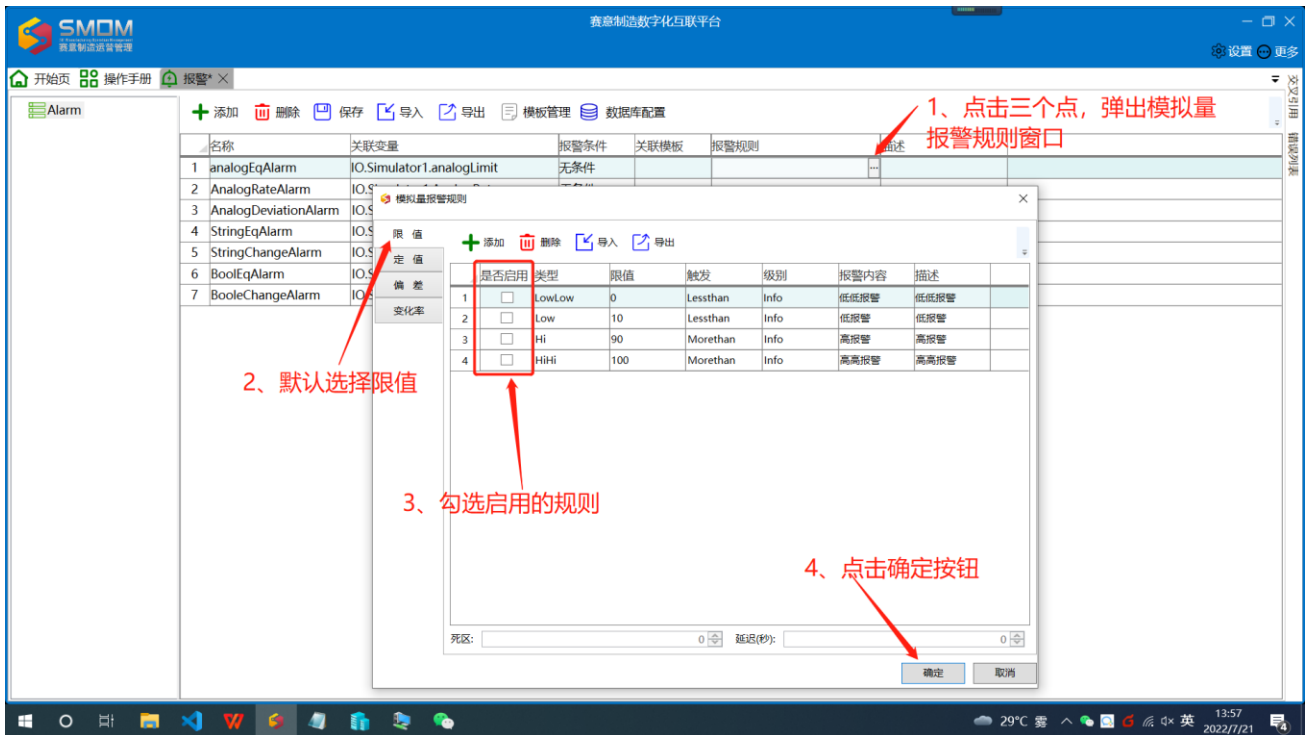 赛意制造数字化互联平台
SMOM
赛意制造运营管理
设置 更多
开始页 操作手册 报警*
交叉引用
错误列表
Alarm
添加 删除 保存 导入 导出 模板管理 数据库配置
1、点击三个点，弹出模拟量
报警规则窗口
名称 关联变量 报警条件 关联模板 报警规则 描述
1 analogEqAlarm IO.Simulator1.analogLimit 无条件 ...
2 AnalogRateAlarm
3 AnalogDeviationAlarm
4 StringEqAlarm
5 StringChangeAlarm
6 BoolEqAlarm
7 BooleChangeAlarm
模拟量报警规则
限 值
定 值
偏 差
变化率
添加 删除 导入 导出
是否启用 类型 限值 触发 级别 报警内容 描述
1 LowLow 0 Lessthan Info 低低报警 低低报警
2 Low 10 Lessthan Info 低报警 低报警
3 Hi 90 Morethan Info 高报警 高报警
4 HiHi 100 Morethan Info 高高报警 高高报警
2、默认选择限值
3、勾选启用的规则
4、点击确定按钮
死区: 0 延迟(秒): 0
确定 取消
29°C 雾 英 13:57
2022/7/21
4